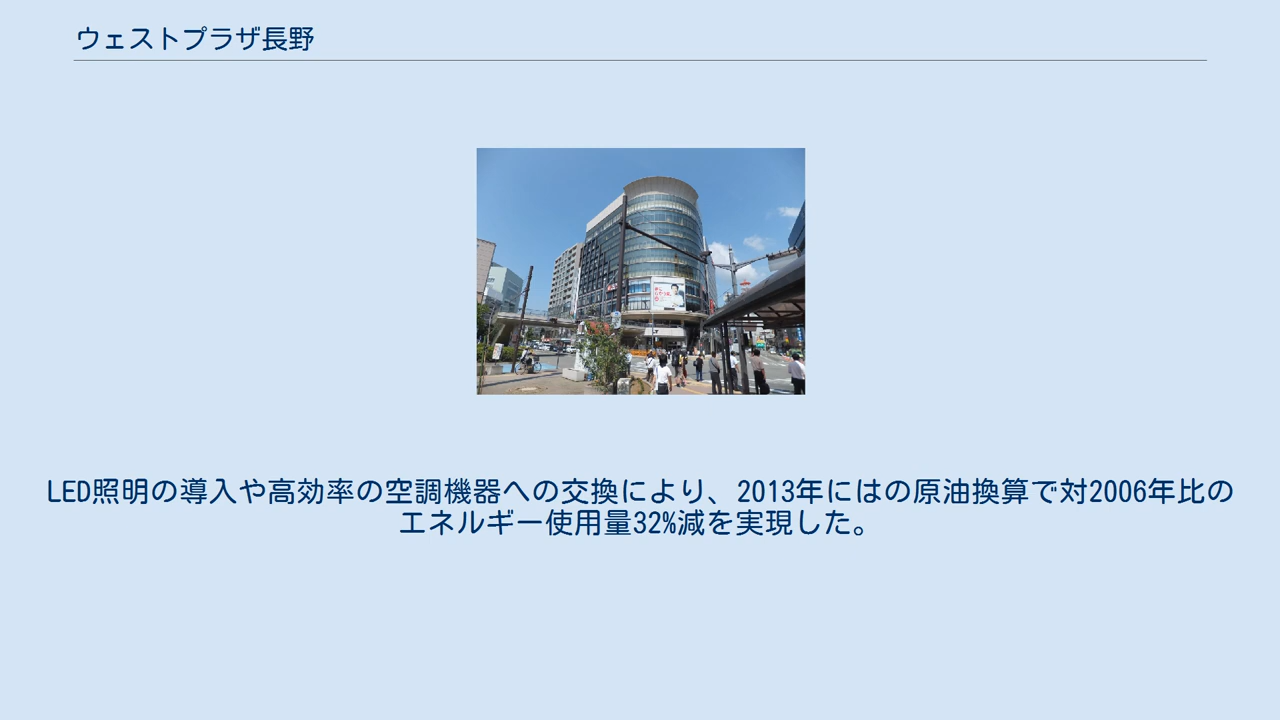 ウェストプラザ長野
LED照明の導入や高効率の空調機器への交換により、2013年にはの原油換算で対2006年比の
エネルギー使用量32%減を実現した。